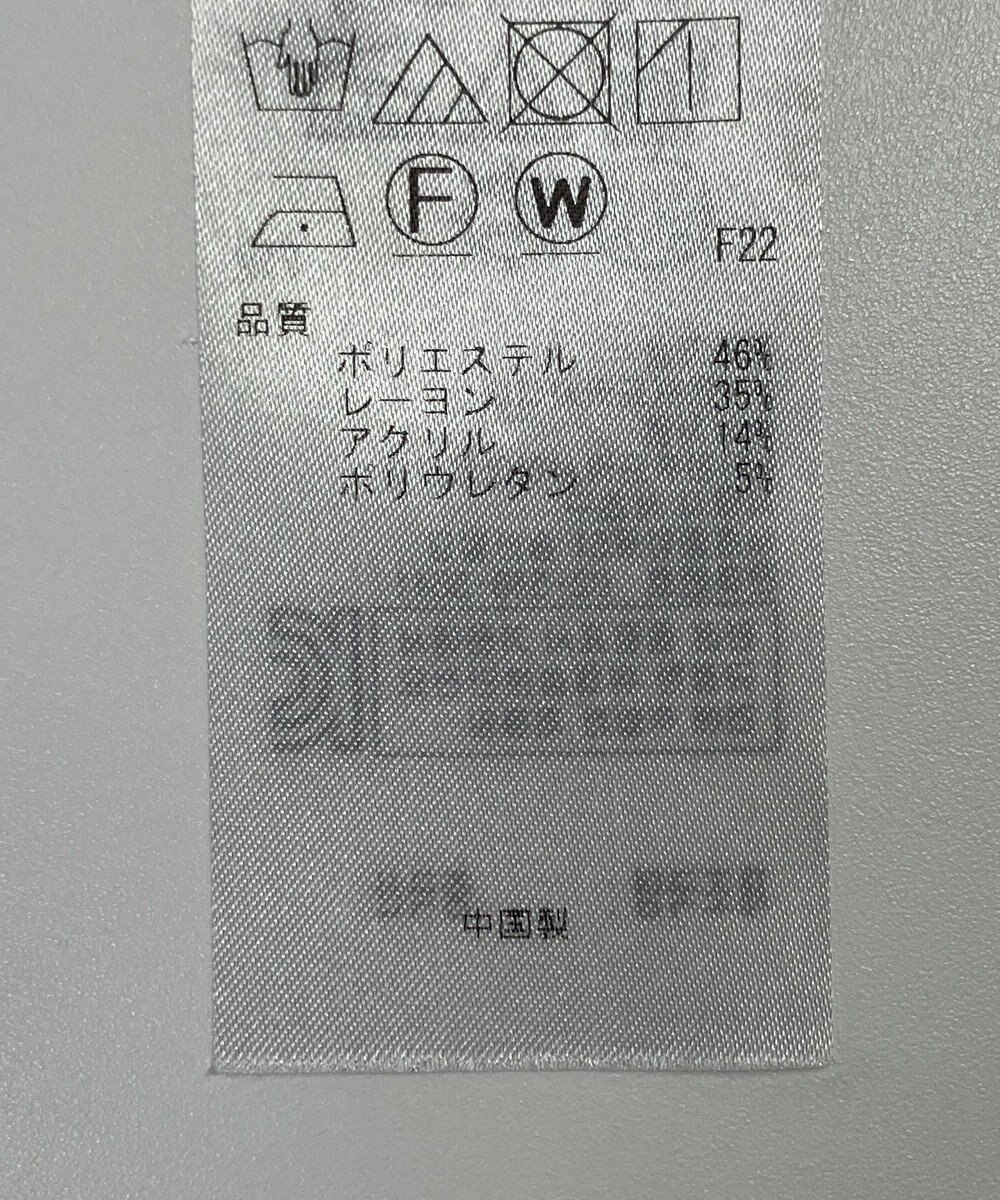 F W
F22
品質
ポリエステル 46%
レーヨン 35%
アクリル 14%
ポリウレタン 5%
中国製